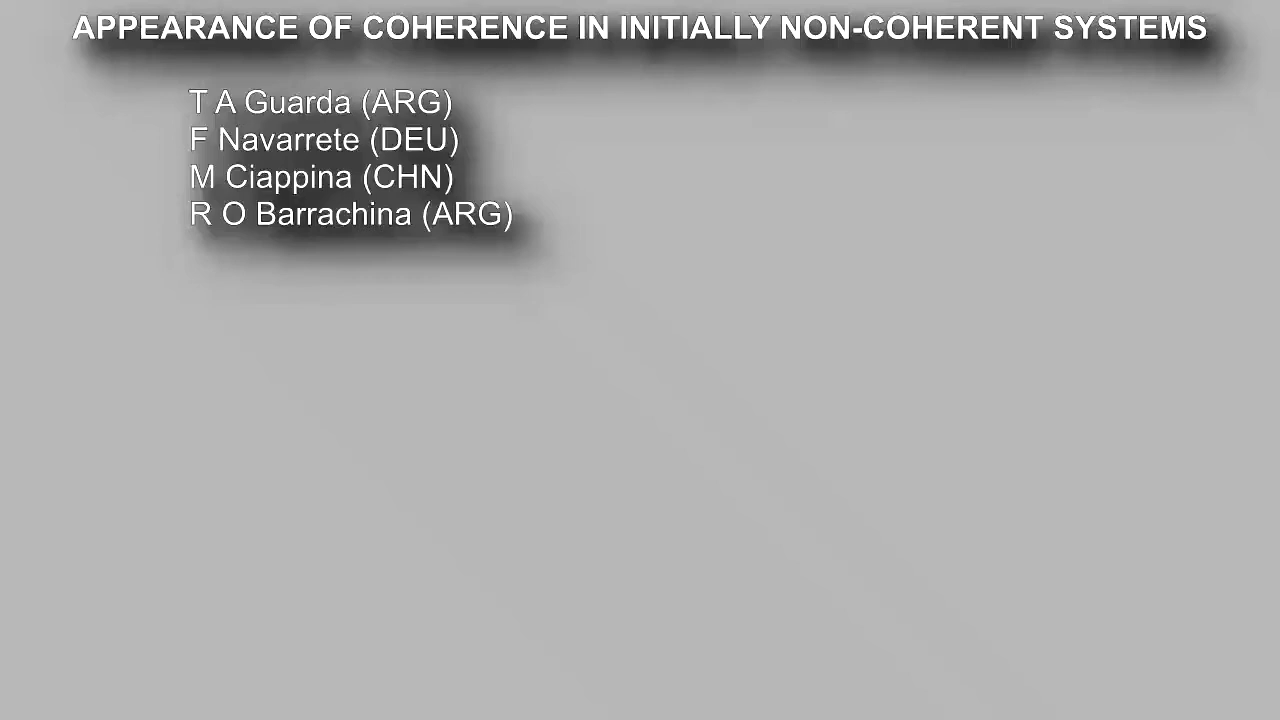 APPEARANCE OF COHERENCE IN INITIALLY NON-COHERENT SYSTEMS
T A Guarda (ARG)
F Navarrete (DEU)
M Ciappina (CHN)
R O Barrachina (ARG)